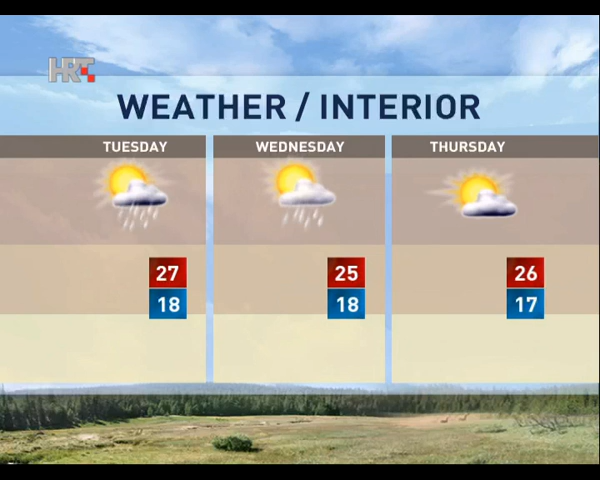 HRT
WEATHER / INTERIOR
TUESDAY WEDNESDAY THURSDAY
27 25 26
18 18 17